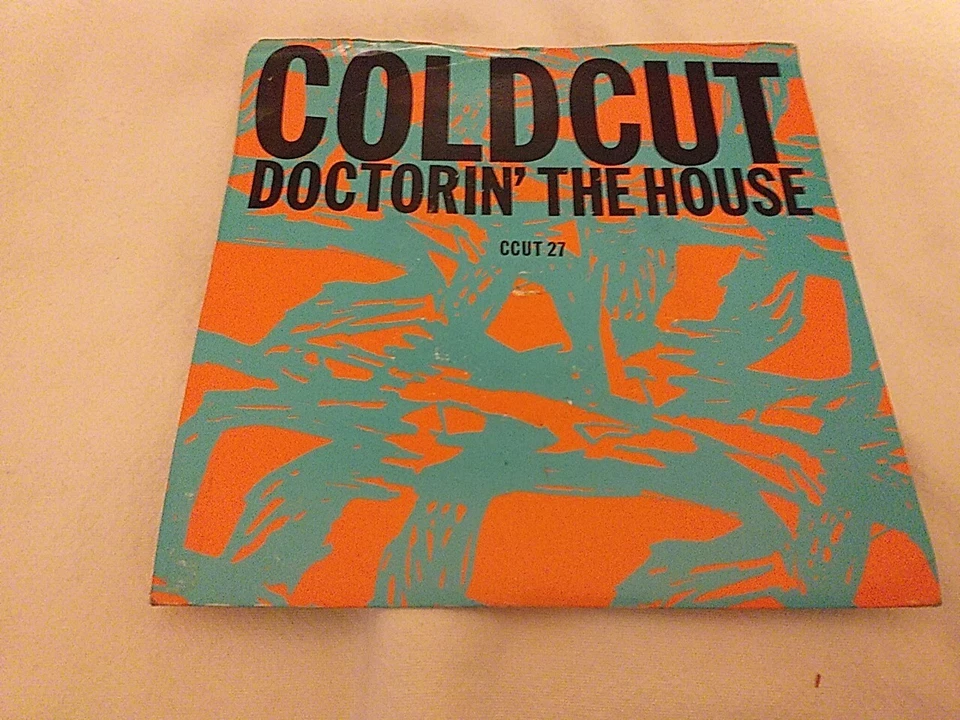 COLDCUT
DOCTORIN' THE HOUSE
CCUT 27